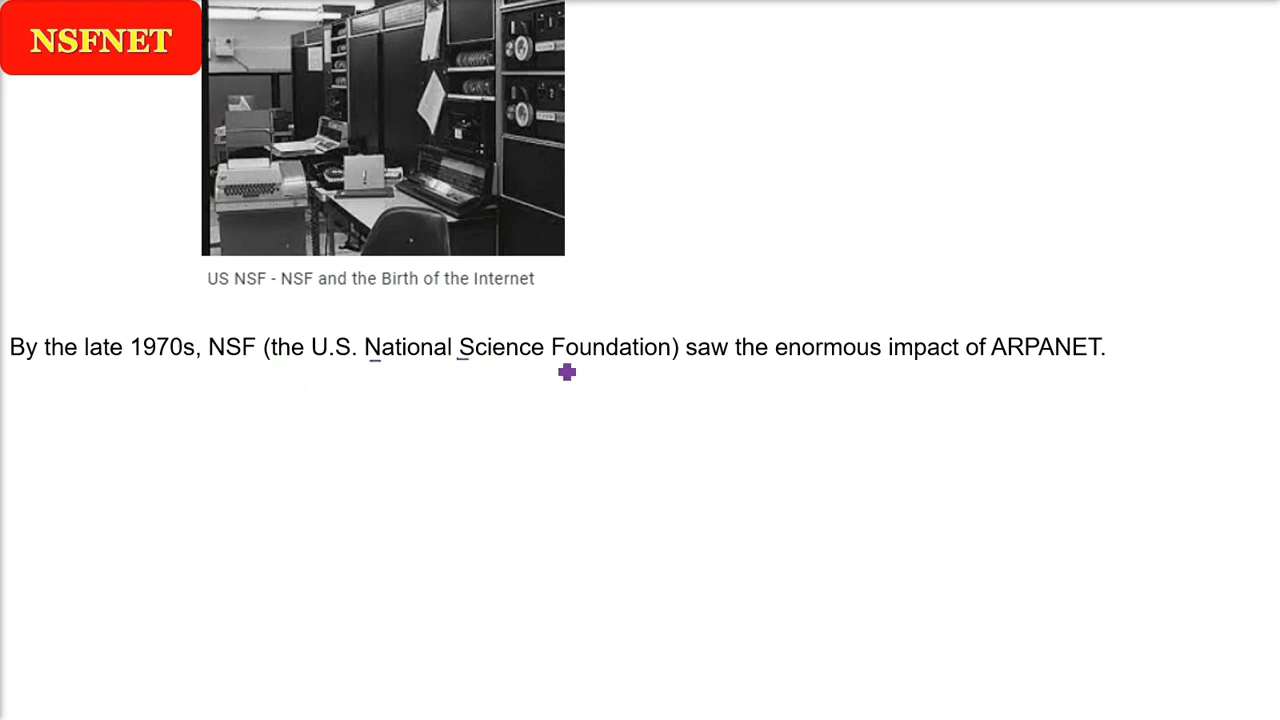 NSFNET
US NSF - NSF and the Birth of the Internet
By the late 1970s, NSF (the U.S. National Science Foundation) saw the enormous impact of ARPANET.